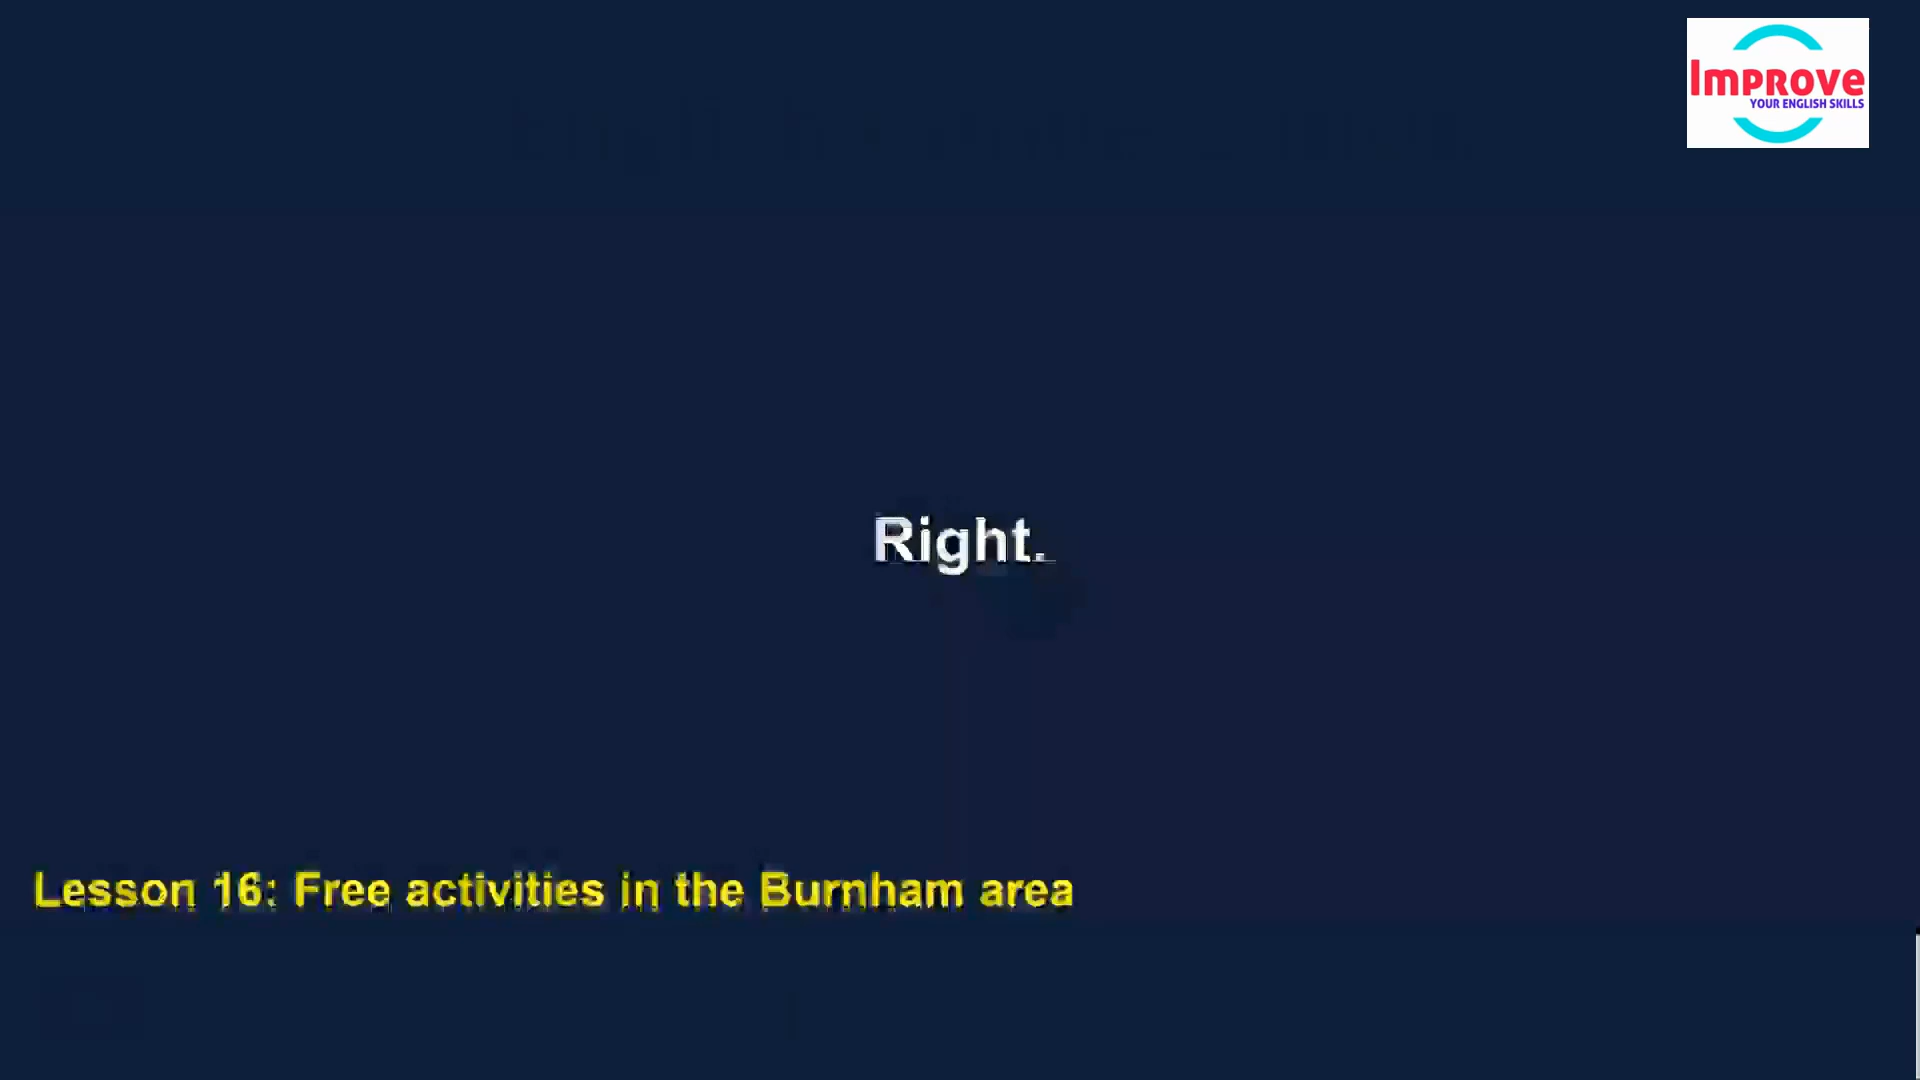 Improve
YOUR ENGLISH SKILLS
Right.
Lesson 16: Free activities in the Burnham area